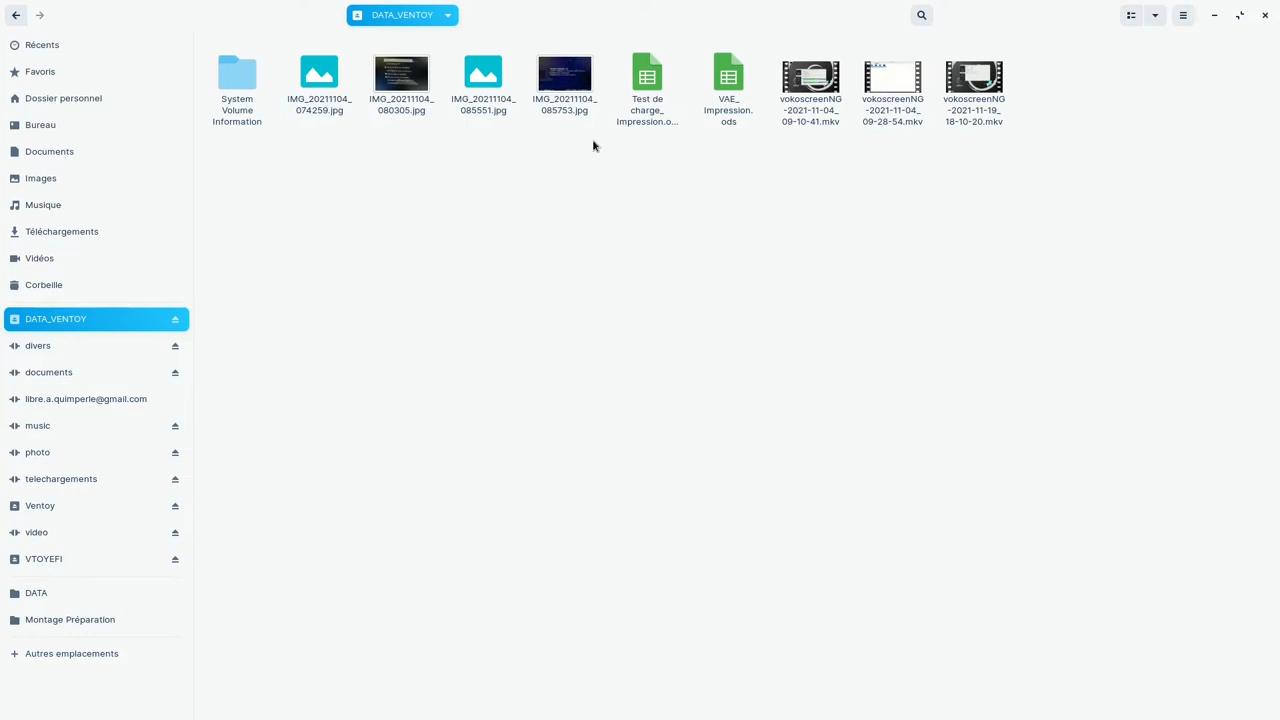 DATA_VENTOY
Récents
Favoris
Dossier personnel
Bureau
Documents
Images
Musique
Téléchargements
Vidéos
Corbeille
DATA_VENTOY
divers
documents
libre.a.quimperle@gmail.com
music
photo
telechargements
Ventoy
video
VTOYEFI
DATA
Montage Préparation
Autres emplacements
System
Volume
Information
IMG_20211104_
074259.jpg
IMG_20211104_
080305.jpg
IMG_20211104_
085551.jpg
IMG_20211104_
085753.jpg
Test de
charge_
Impression.o...
VAE_
Impression.
ods
vokoscreenNG
-2021-11-04_
09-10-41.mkv
vokoscreenNG
-2021-11-04_
09-28-54.mkv
vokoscreenNG
-2021-11-19_
18-10-20.mkv